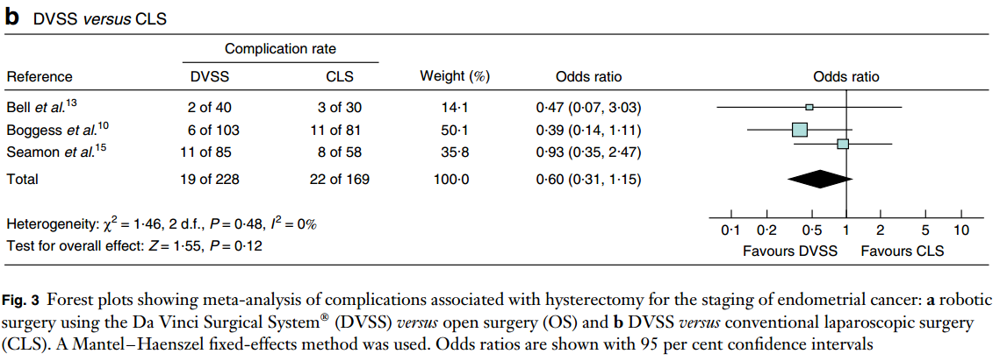 b DVSS versus CLS
Complication rate
Reference DVSS CLS Weight (%) Odds ratio Odds ratio
Bell et al.13 2 of 40 3 of 30 14·1 0·47 (0·07, 3·03)
Boggess et al.10 6 of 103 11 of 81 50·1 0·39 (0·14, 1·11)
Seamon et al.15 11 of 85 8 of 58 35·8 0·93 (0·35, 2·47)
Total 19 of 228 22 of 169 100·0 0·60 (0·31, 1·15)
Heterogeneity: χ2 = 1·46, 2 d.f., P = 0·48, I2 = 0%
Test for overall effect: Z = 1·55, P = 0·12
0·1 0·2 0·5 1 2 5 10
Favours DVSS Favours CLS
Fig. 3 Forest plots showing meta-analysis of complications associated with hysterectomy for the staging of endometrial cancer: a robotic
surgery using the Da Vinci Surgical System® (DVSS) versus open surgery (OS) and b DVSS versus conventional laparoscopic surgery
(CLS). A Mantel–Haenszel fixed-effects method was used. Odds ratios are shown with 95 per cent confidence intervals